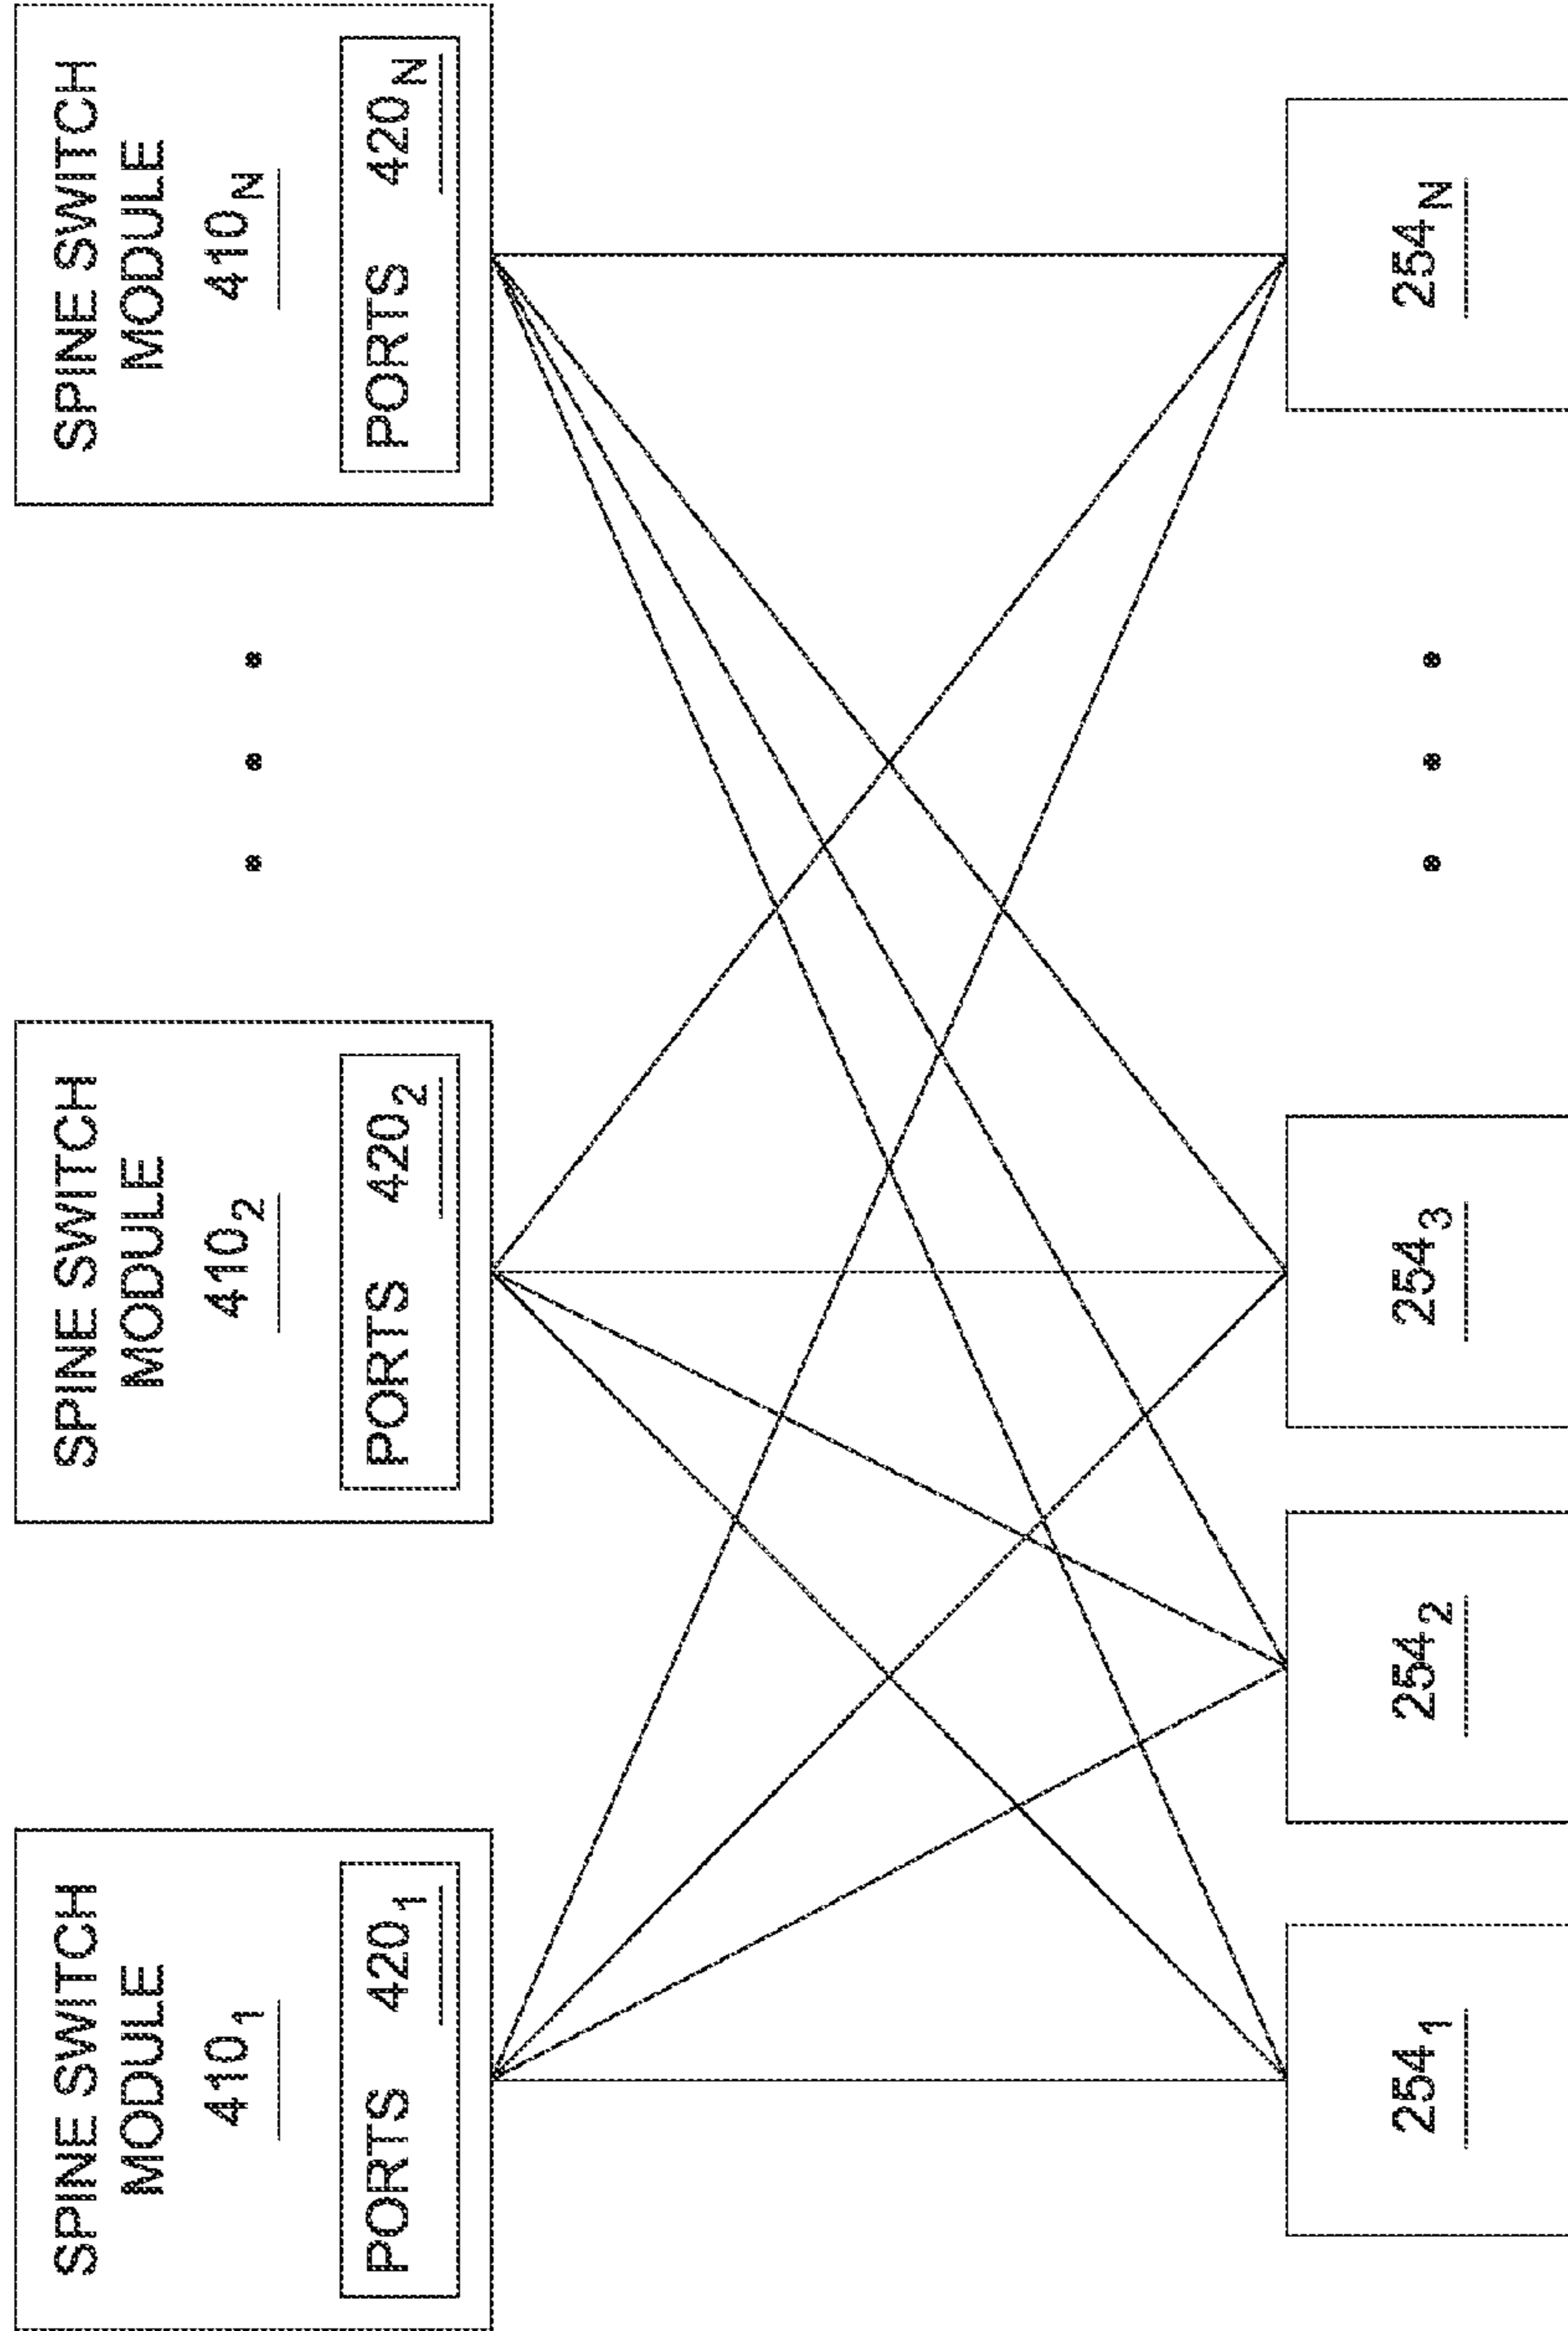 SPINE SWITCH
MODULE
410₁
PORTS 420₁
SPINE SWITCH
MODULE
410₂
PORTS 420₂
SPINE SWITCH
MODULE
410N
PORTS 420N
254₁
254₂
254₃
254N